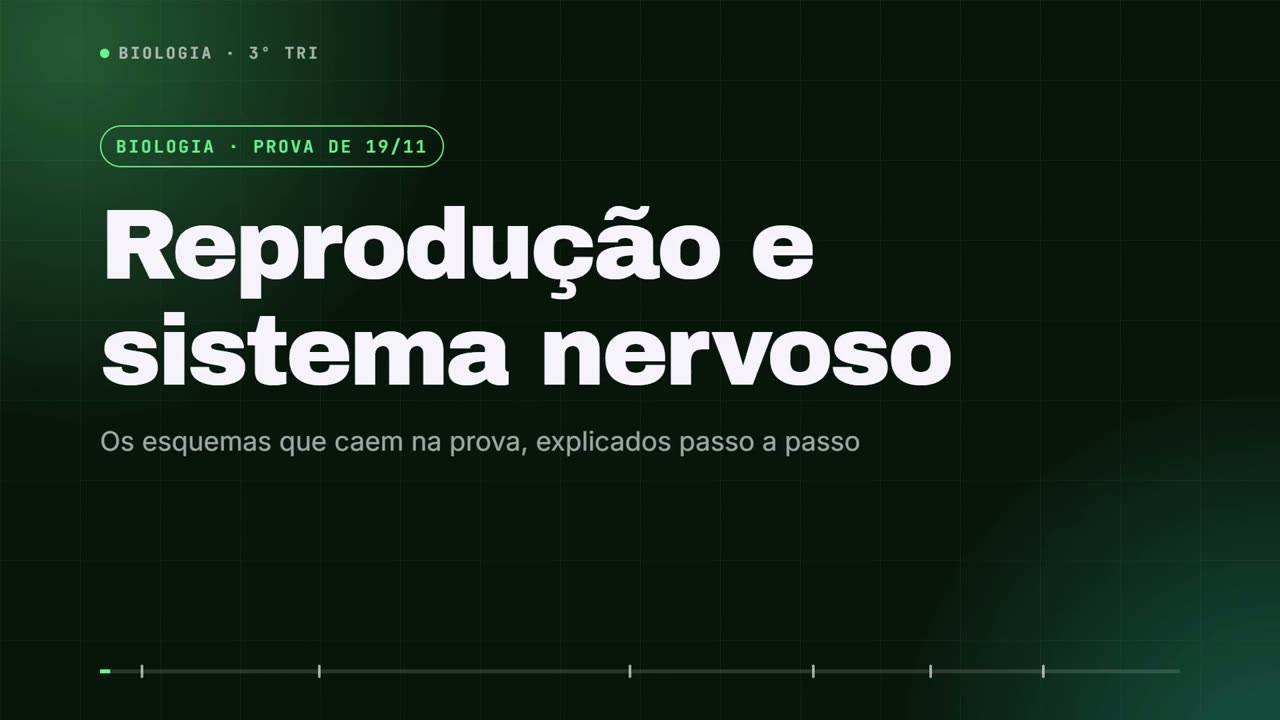 BIOLOGIA · 3° TRI
BIOLOGIA · PROVA DE 19/11
Reprodução e
sistema nervoso
Os esquemas que caem na prova, explicados passo a passo